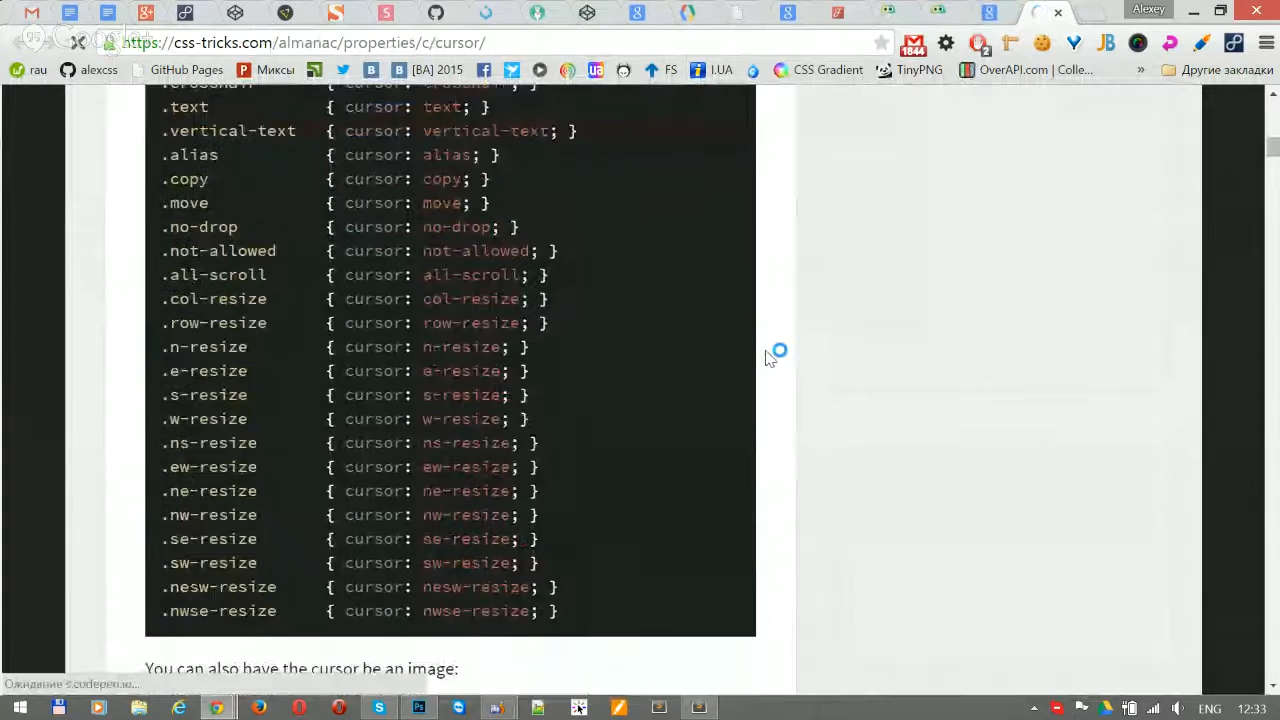 Alexey
https://css-tricks.com/almanac/properties/c/cursor/
1844
2
rau
alexcss
GitHub Pages
Миксы
[BA] 2015
FS
I.UA
CSS Gradient
TinyPNG
OverAPI.com | Colle...
»
Другие закладки
.text { cursor: text; }
.vertical-text { cursor: vertical-text; }
.alias { cursor: alias; }
.copy { cursor: copy; }
.move { cursor: move; }
.no-drop { cursor: no-drop; }
.not-allowed { cursor: not-allowed; }
.all-scroll { cursor: all-scroll; }
.col-resize { cursor: col-resize; }
.row-resize { cursor: row-resize; }
.n-resize { cursor: n-resize; }
.e-resize { cursor: e-resize; }
.s-resize { cursor: s-resize; }
.w-resize { cursor: w-resize; }
.ns-resize { cursor: ns-resize; }
.ew-resize { cursor: ew-resize; }
.ne-resize { cursor: ne-resize; }
.nw-resize { cursor: nw-resize; }
.se-resize { cursor: se-resize; }
.sw-resize { cursor: sw-resize; }
.nesw-resize { cursor: nesw-resize; }
.nwse-resize { cursor: nwse-resize; }
You can also have the cursor be an image:
Ожидание s.codepen.io...
ENG
12:33